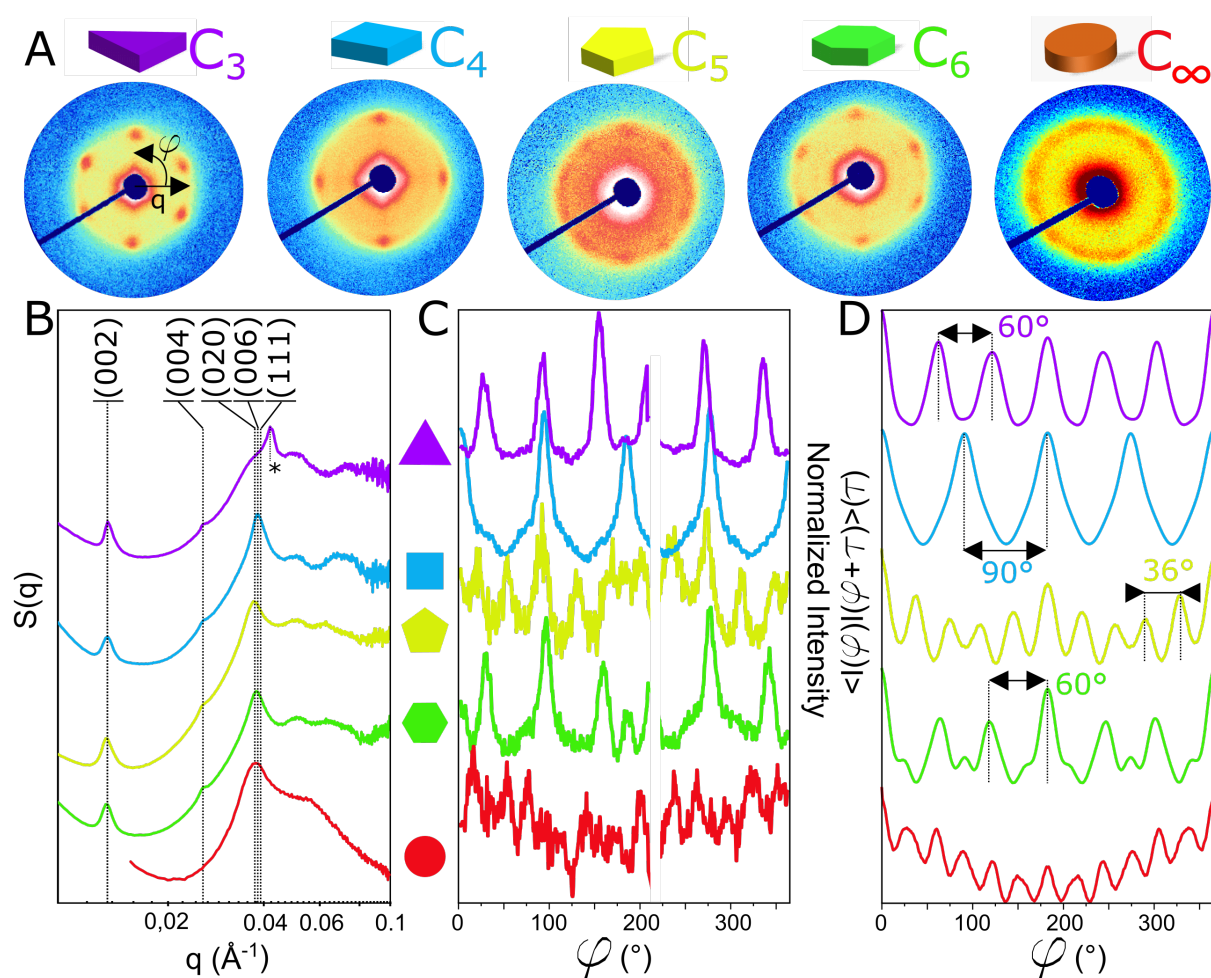 A
C₃
C₄
C₅
C₆
C∞
φ
q
B
(002)
(004)
(020)
(006)
(111)
*
S(q)
0,02
0.04
0.06
0.1
q (Å⁻¹)
C
Normalized Intensity
0
100
200
300
φ (°)
D
60°
90°
36°
60°
<I(φ)I(φ+⊥)>(⊥)
0
100
200
300
φ (°)